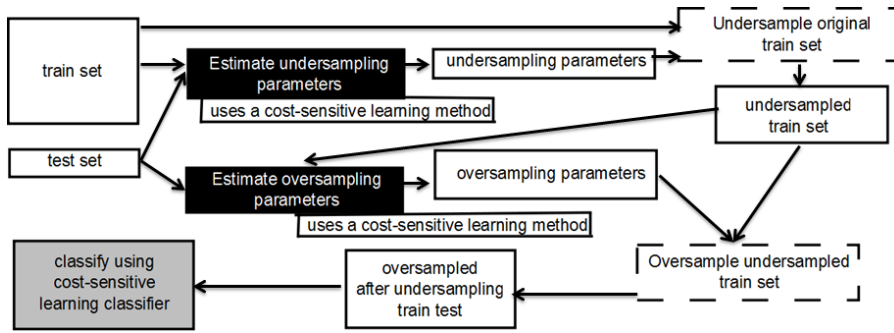 train set
Estimate undersampling
parameters
uses a cost-sensitive learning method
undersampling parameters
Undersample original
train set
undersampled
train set
test set
Estimate oversampling
parameters
uses a cost-sensitive learning method
oversampling parameters
Oversample undersampled
train set
oversampled
after undersampling
train test
classify using
cost-sensitive
learning classifier